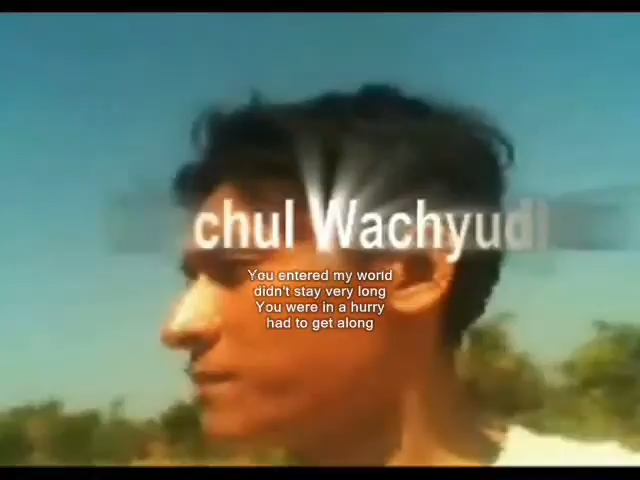 chul Wachyudi
You entered my world
didn't stay very long
You were in a hurry
had to get along